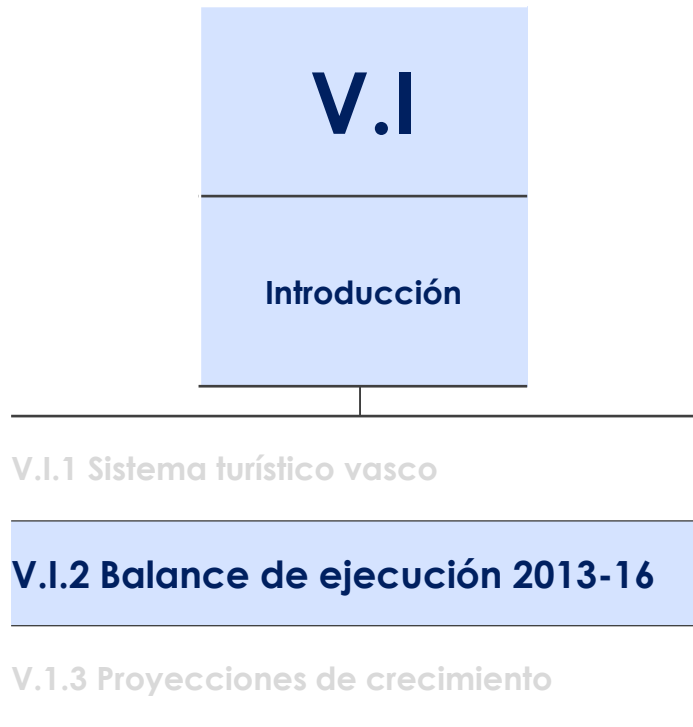 V.I
Introducción
V.I.1 Sistema turístico vasco
V.I.2 Balance de ejecución 2013-16
V.1.3 Proyecciones de crecimiento